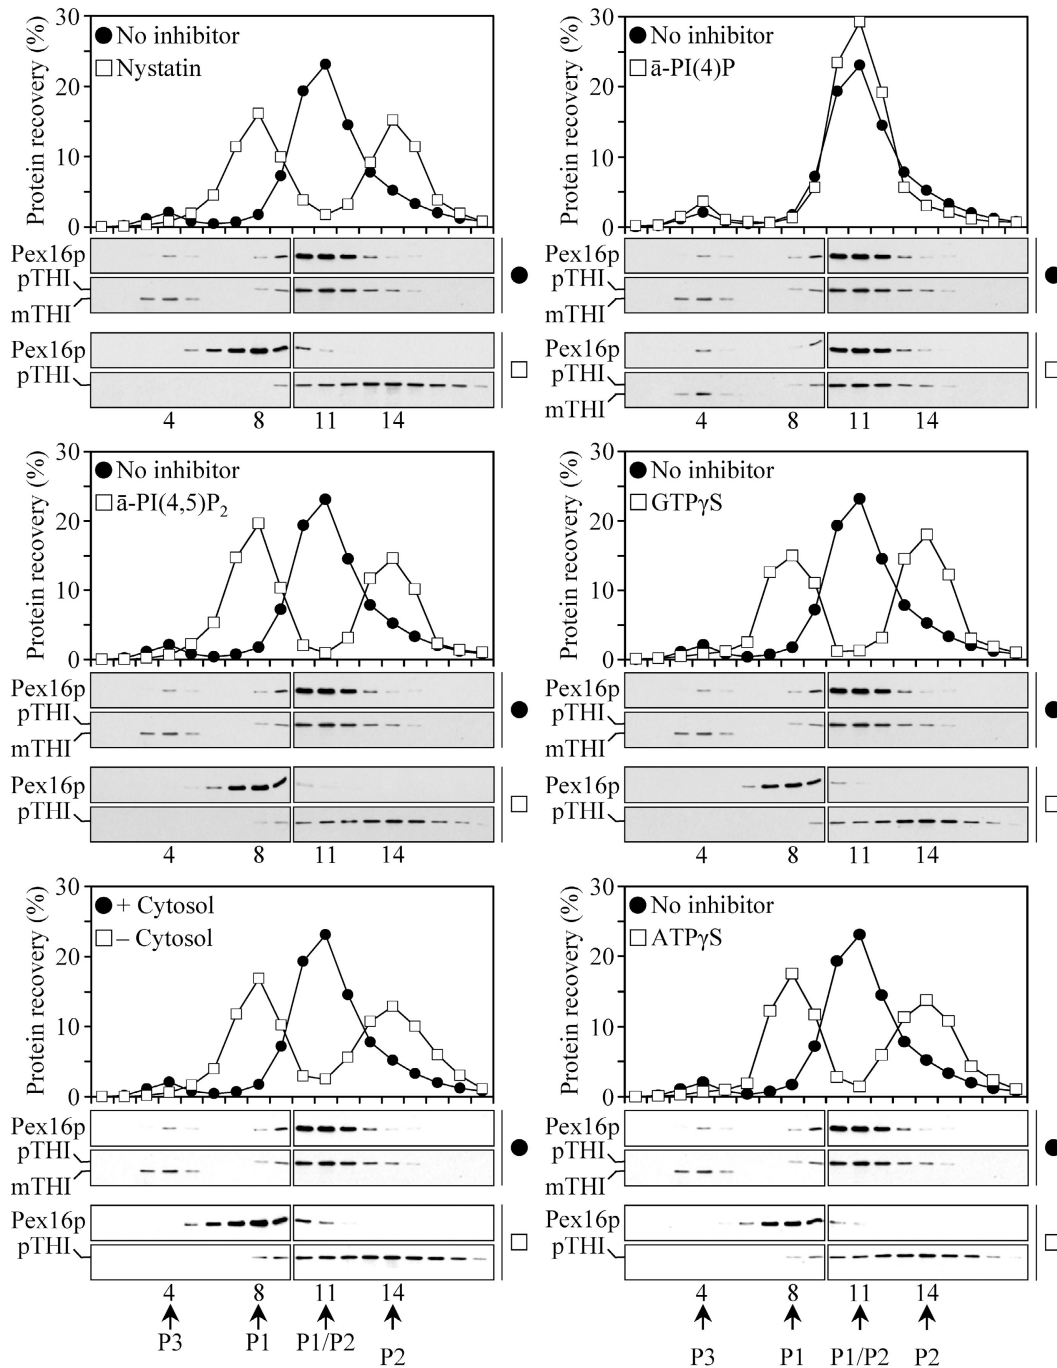 30
20
10
0
Protein recovery (%)
● No inhibitor
□ Nystatin
Pex16p
pTHI
mTHI
●
Pex16p
pTHI
□
4 8 11 14
30
20
10
0
Protein recovery (%)
● No inhibitor
□ ā-PI(4)P
Pex16p
pTHI
mTHI
●
Pex16p
pTHI
mTHI
□
4 8 11 14
30
20
10
0
Protein recovery (%)
● No inhibitor
□ ā-PI(4,5)P₂
Pex16p
pTHI
mTHI
●
Pex16p
pTHI
□
4 8 11 14
30
20
10
0
Protein recovery (%)
● No inhibitor
□ GTPγS
Pex16p
pTHI
mTHI
●
Pex16p
pTHI
□
4 8 11 14
30
20
10
0
Protein recovery (%)
● + Cytosol
□ – Cytosol
Pex16p
pTHI
mTHI
●
Pex16p
pTHI
□
4 8 11 14
P3 P1 P1/P2 P2
30
20
10
0
Protein recovery (%)
● No inhibitor
□ ATPγS
Pex16p
pTHI
mTHI
●
Pex16p
pTHI
□
4 8 11 14
P3 P1 P1/P2 P2